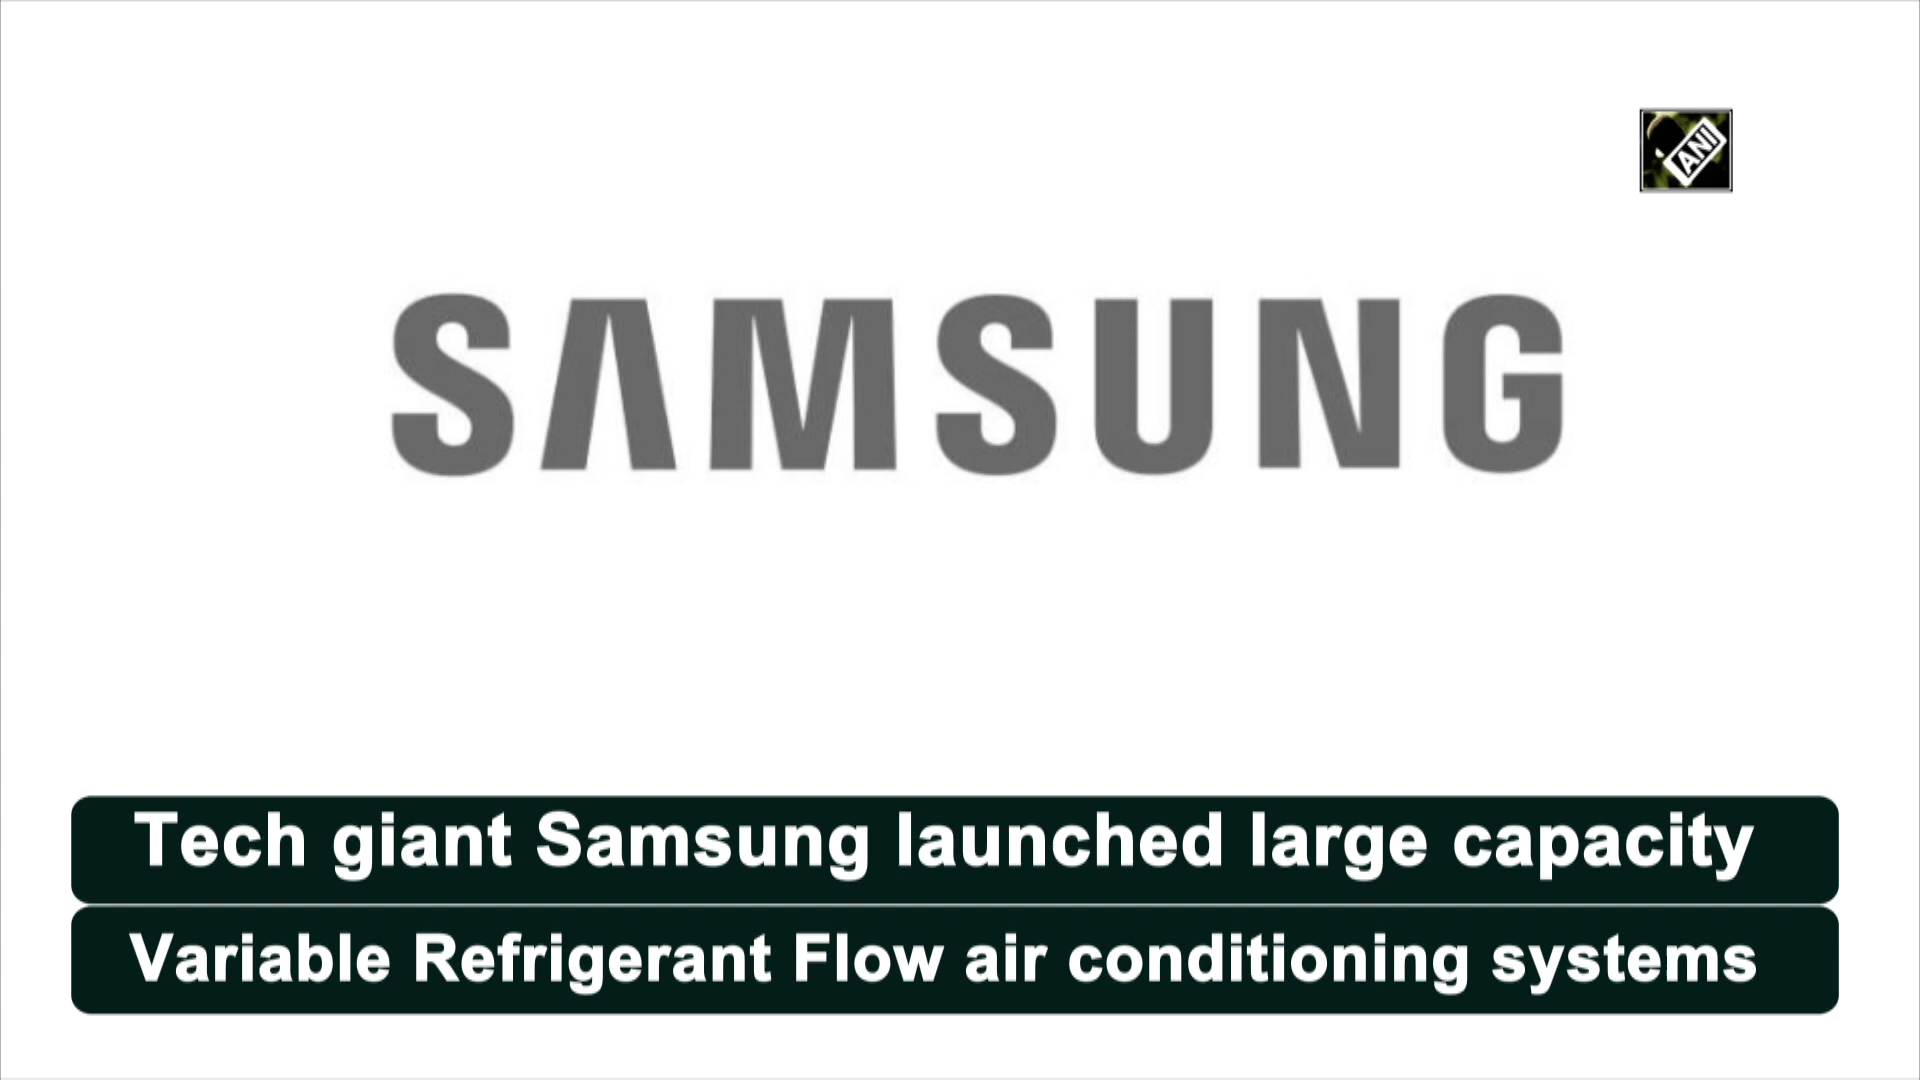 ANI
SAMSUNG
Tech giant Samsung launched large capacity
Variable Refrigerant Flow air conditioning systems